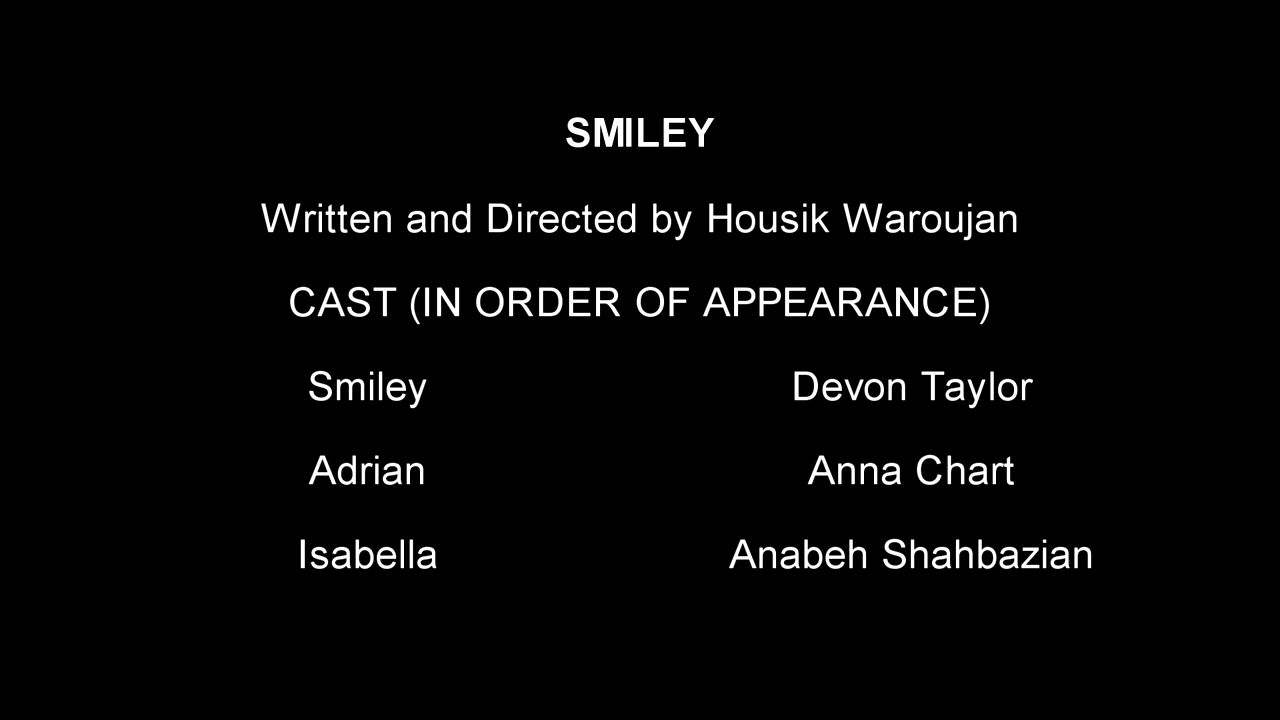 SMILEY
Written and Directed by Housik Waroujan
CAST (IN ORDER OF APPEARANCE)
Smiley Devon Taylor
Adrian Anna Chart
Isabella Anabeh Shahbazian